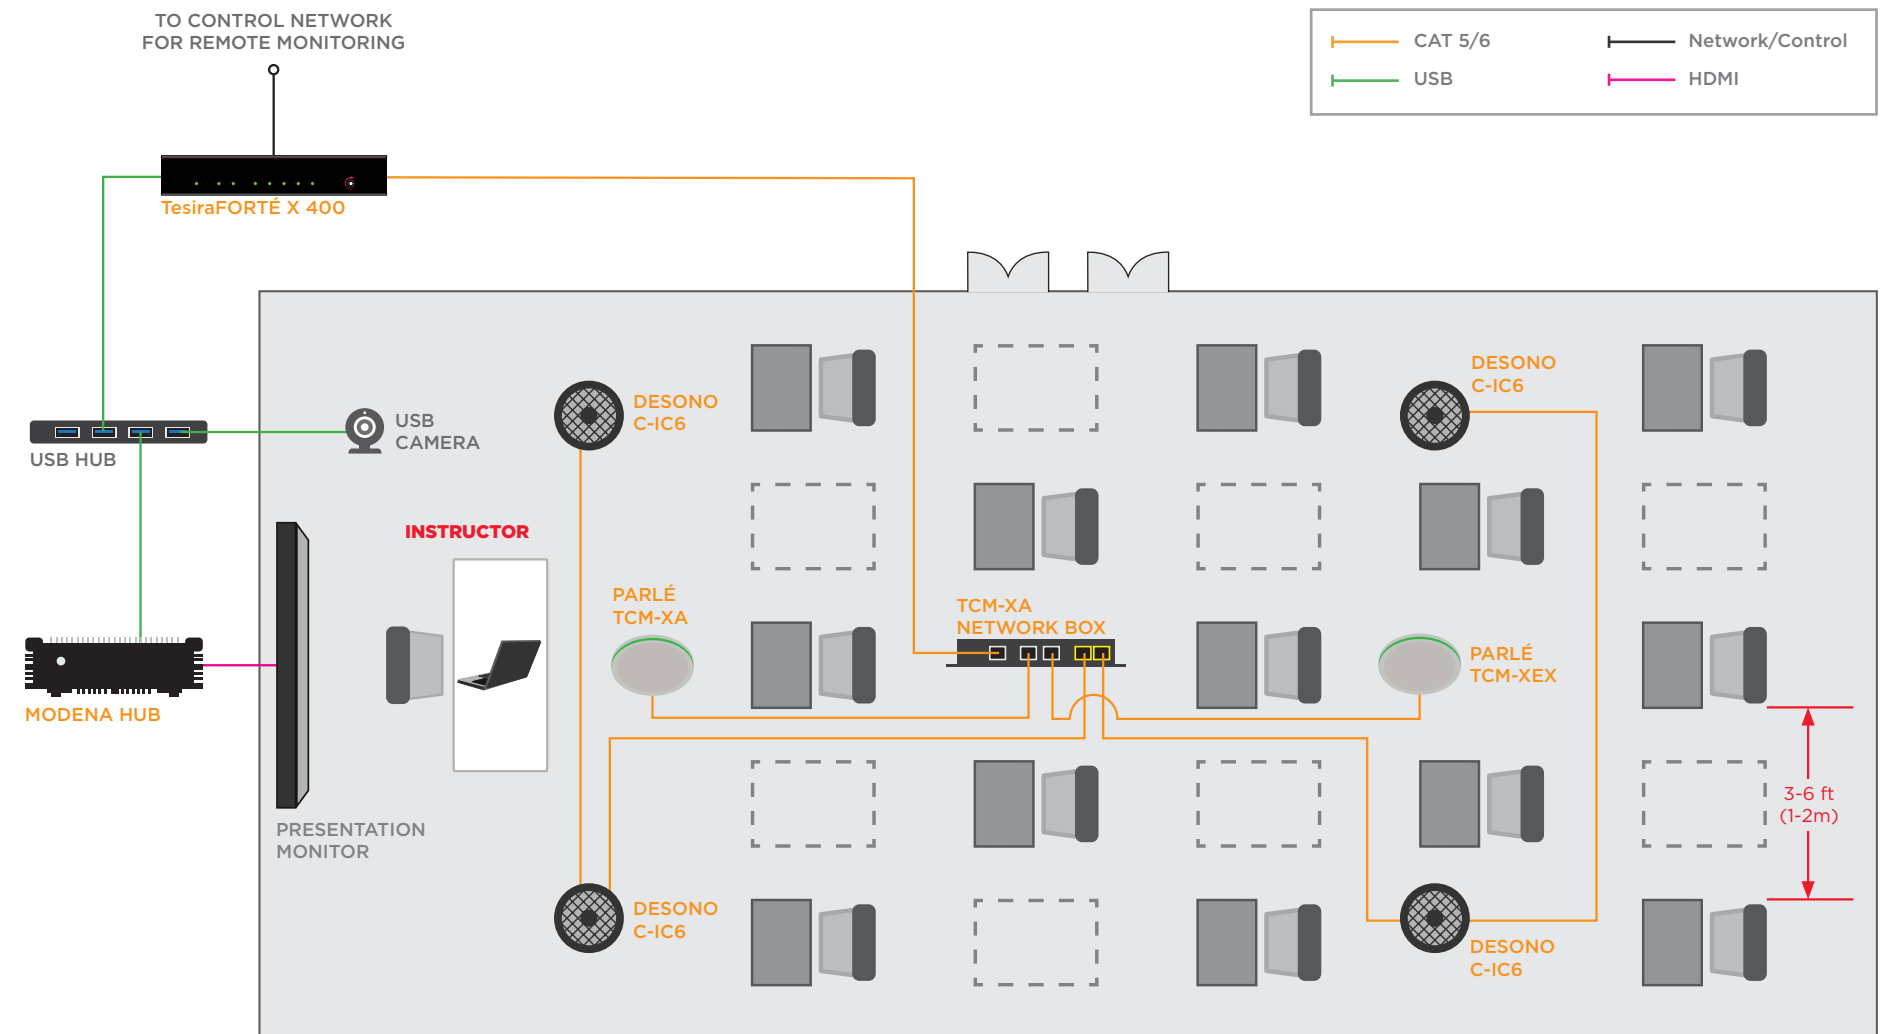 TO CONTROL NETWORK
FOR REMOTE MONITORING
CAT 5/6
Network/Control
USB
HDMI
TesiraFORTÉ X 400
DESONO
C-IC6
DESONO
C-IC6
USB
CAMERA
USB HUB
INSTRUCTOR
PARLÉ
TCM-XA
TCM-XA
NETWORK BOX
PARLÉ
TCM-XEX
MODENA HUB
3-6 ft
(1-2m)
PRESENTATION
MONITOR
DESONO
C-IC6
DESONO
C-IC6